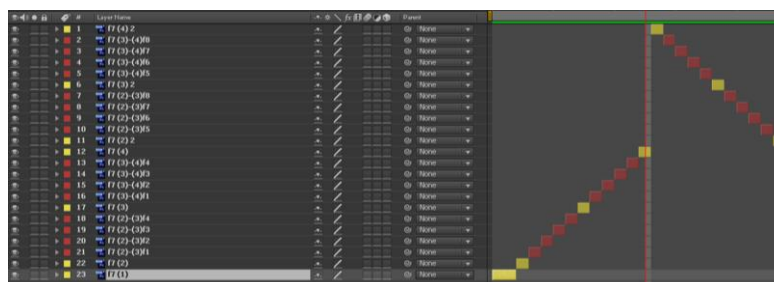 # Layer Name fx Parent
1 f7 (4) 2 None
2 f7 (3)-(4)f8 None
3 f7 (3)-(4)f7 None
4 f7 (3)-(4)f6 None
5 f7 (3)-(4)f5 None
6 f7 (3) 2 None
7 f7 (2)-(3)f8 None
8 f7 (2)-(3)f7 None
9 f7 (2)-(3)f6 None
10 f7 (2)-(3)f5 None
11 f7 (2) 2 None
12 f7 (4) None
13 f7 (3)-(4)f4 None
14 f7 (3)-(4)f3 None
15 f7 (3)-(4)f2 None
16 f7 (3)-(4)f1 None
17 f7 (3) None
18 f7 (2)-(3)f4 None
19 f7 (2)-(3)f3 None
20 f7 (2)-(3)f2 None
21 f7 (2)-(3)f1 None
22 f7 (2) None
23 f7 (1) None